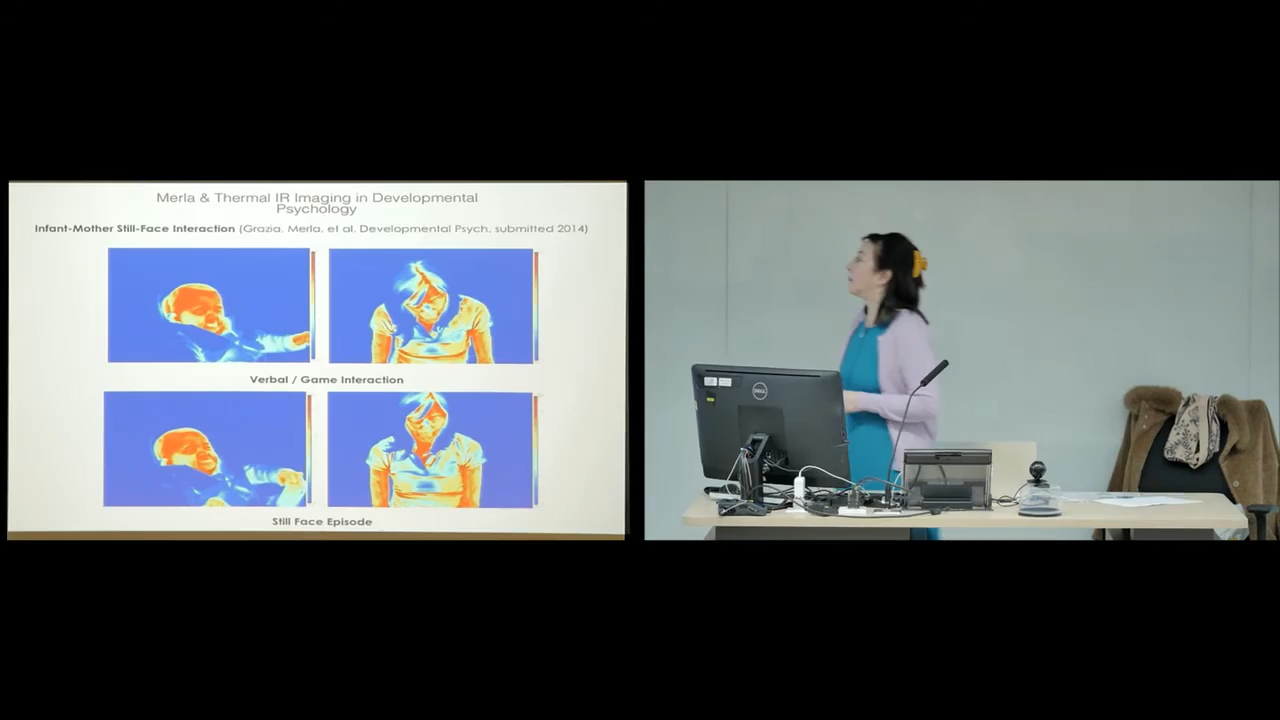 Merla & Thermal IR Imaging in Developmental
Psychology
Infant-Mother Still-Face Interaction (Grazia, Merla, et al, Developmental Psych, submitted 2014)
Verbal / Game Interaction
Still Face Episode
DELL